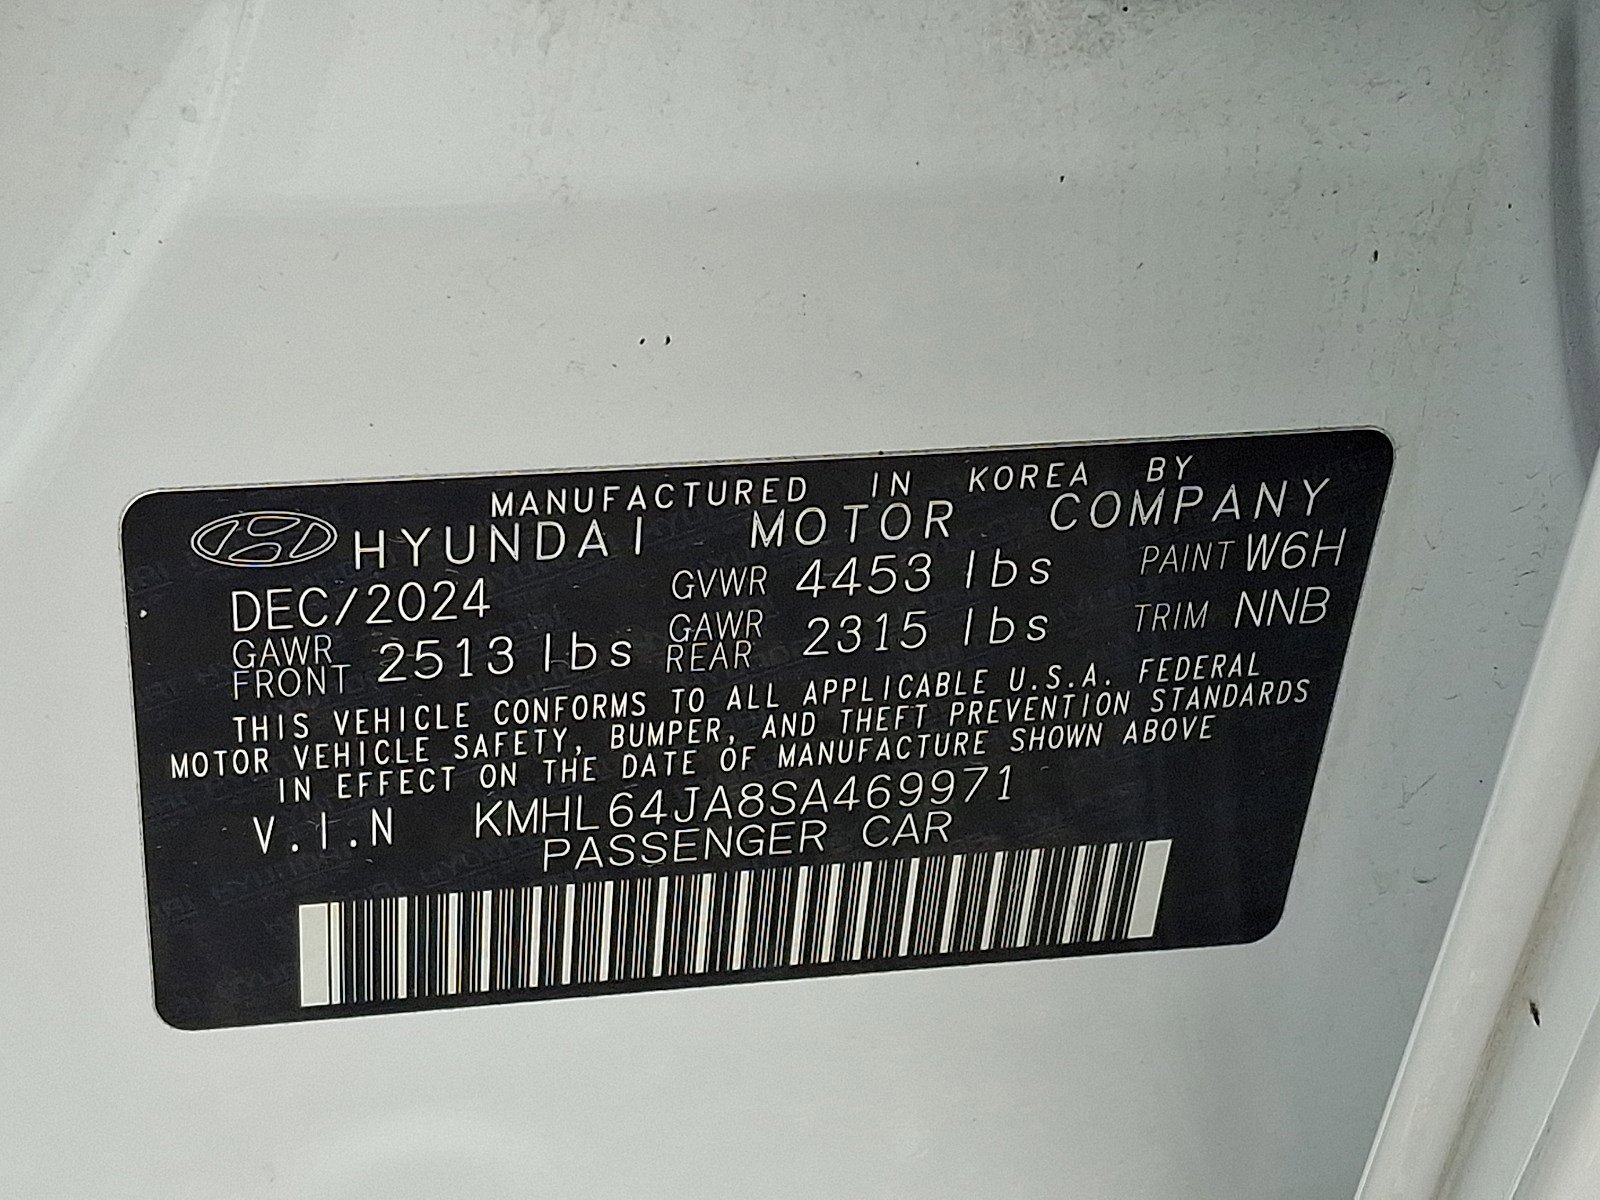 MANUFACTURED IN KOREA BY
HYUNDAI MOTOR COMPANY
DEC/2024 GVWR 4453 lbs PAINT W6H
GAWR FRONT 2513 lbs GAWR REAR 2315 lbs TRIM NNB
THIS VEHICLE CONFORMS TO ALL APPLICABLE U.S.A. FEDERAL
MOTOR VEHICLE SAFETY, BUMPER, AND THEFT PREVENTION STANDARDS
IN EFFECT ON THE DATE OF MANUFACTURE SHOWN ABOVE
V.I.N KMHL64JA8SA469971
PASSENGER CAR